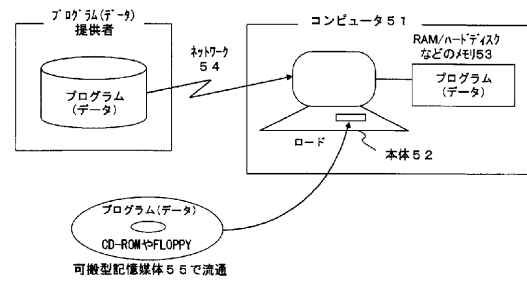 プログラム(データ)
提供者
プログラム
(データ)
ネットワーク
54
コンピュータ51
RAM/ハードディスク
などのメモリ53
プログラム
(データ)
ロード
本体52
プログラム(データ)
CD-ROMやFLOPPY
可搬型記憶媒体55で流通